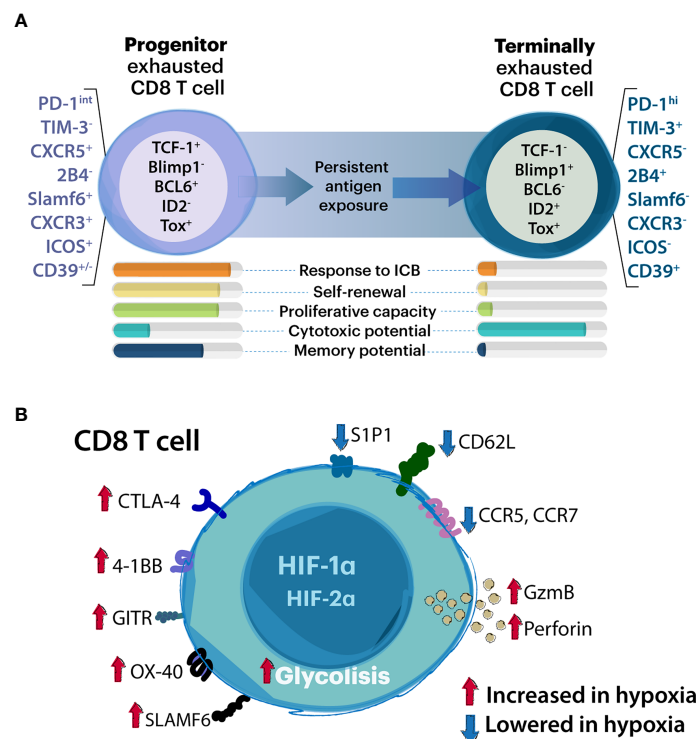 A
Progenitor
exhausted
CD8 T cell
Terminally
exhausted
CD8 T cell
PD-1int
TIM-3-
CXCR5+
2B4-
Slamf6+
CXCR3+
ICOS+
CD39+/-
TCF-1+
Blimp1-
BCL6+
ID2-
Tox+
Persistent
antigen
exposure
TCF-1-
Blimp1+
BCL6-
ID2+
Tox+
PD-1hi
TIM-3+
CXCR5-
2B4+
Slamf6-
CXCR3-
ICOS-
CD39+
Response to ICB
Self-renewal
Proliferative capacity
Cytotoxic potential
Memory potential
B
CD8 T cell
S1P1
CD62L
CCR5, CCR7
CTLA-4
4-1BB
GITR
OX-40
SLAMF6
HIF-1α
HIF-2α
Glycolisis
GzmB
Perforin
Increased in hypoxia
Lowered in hypoxia